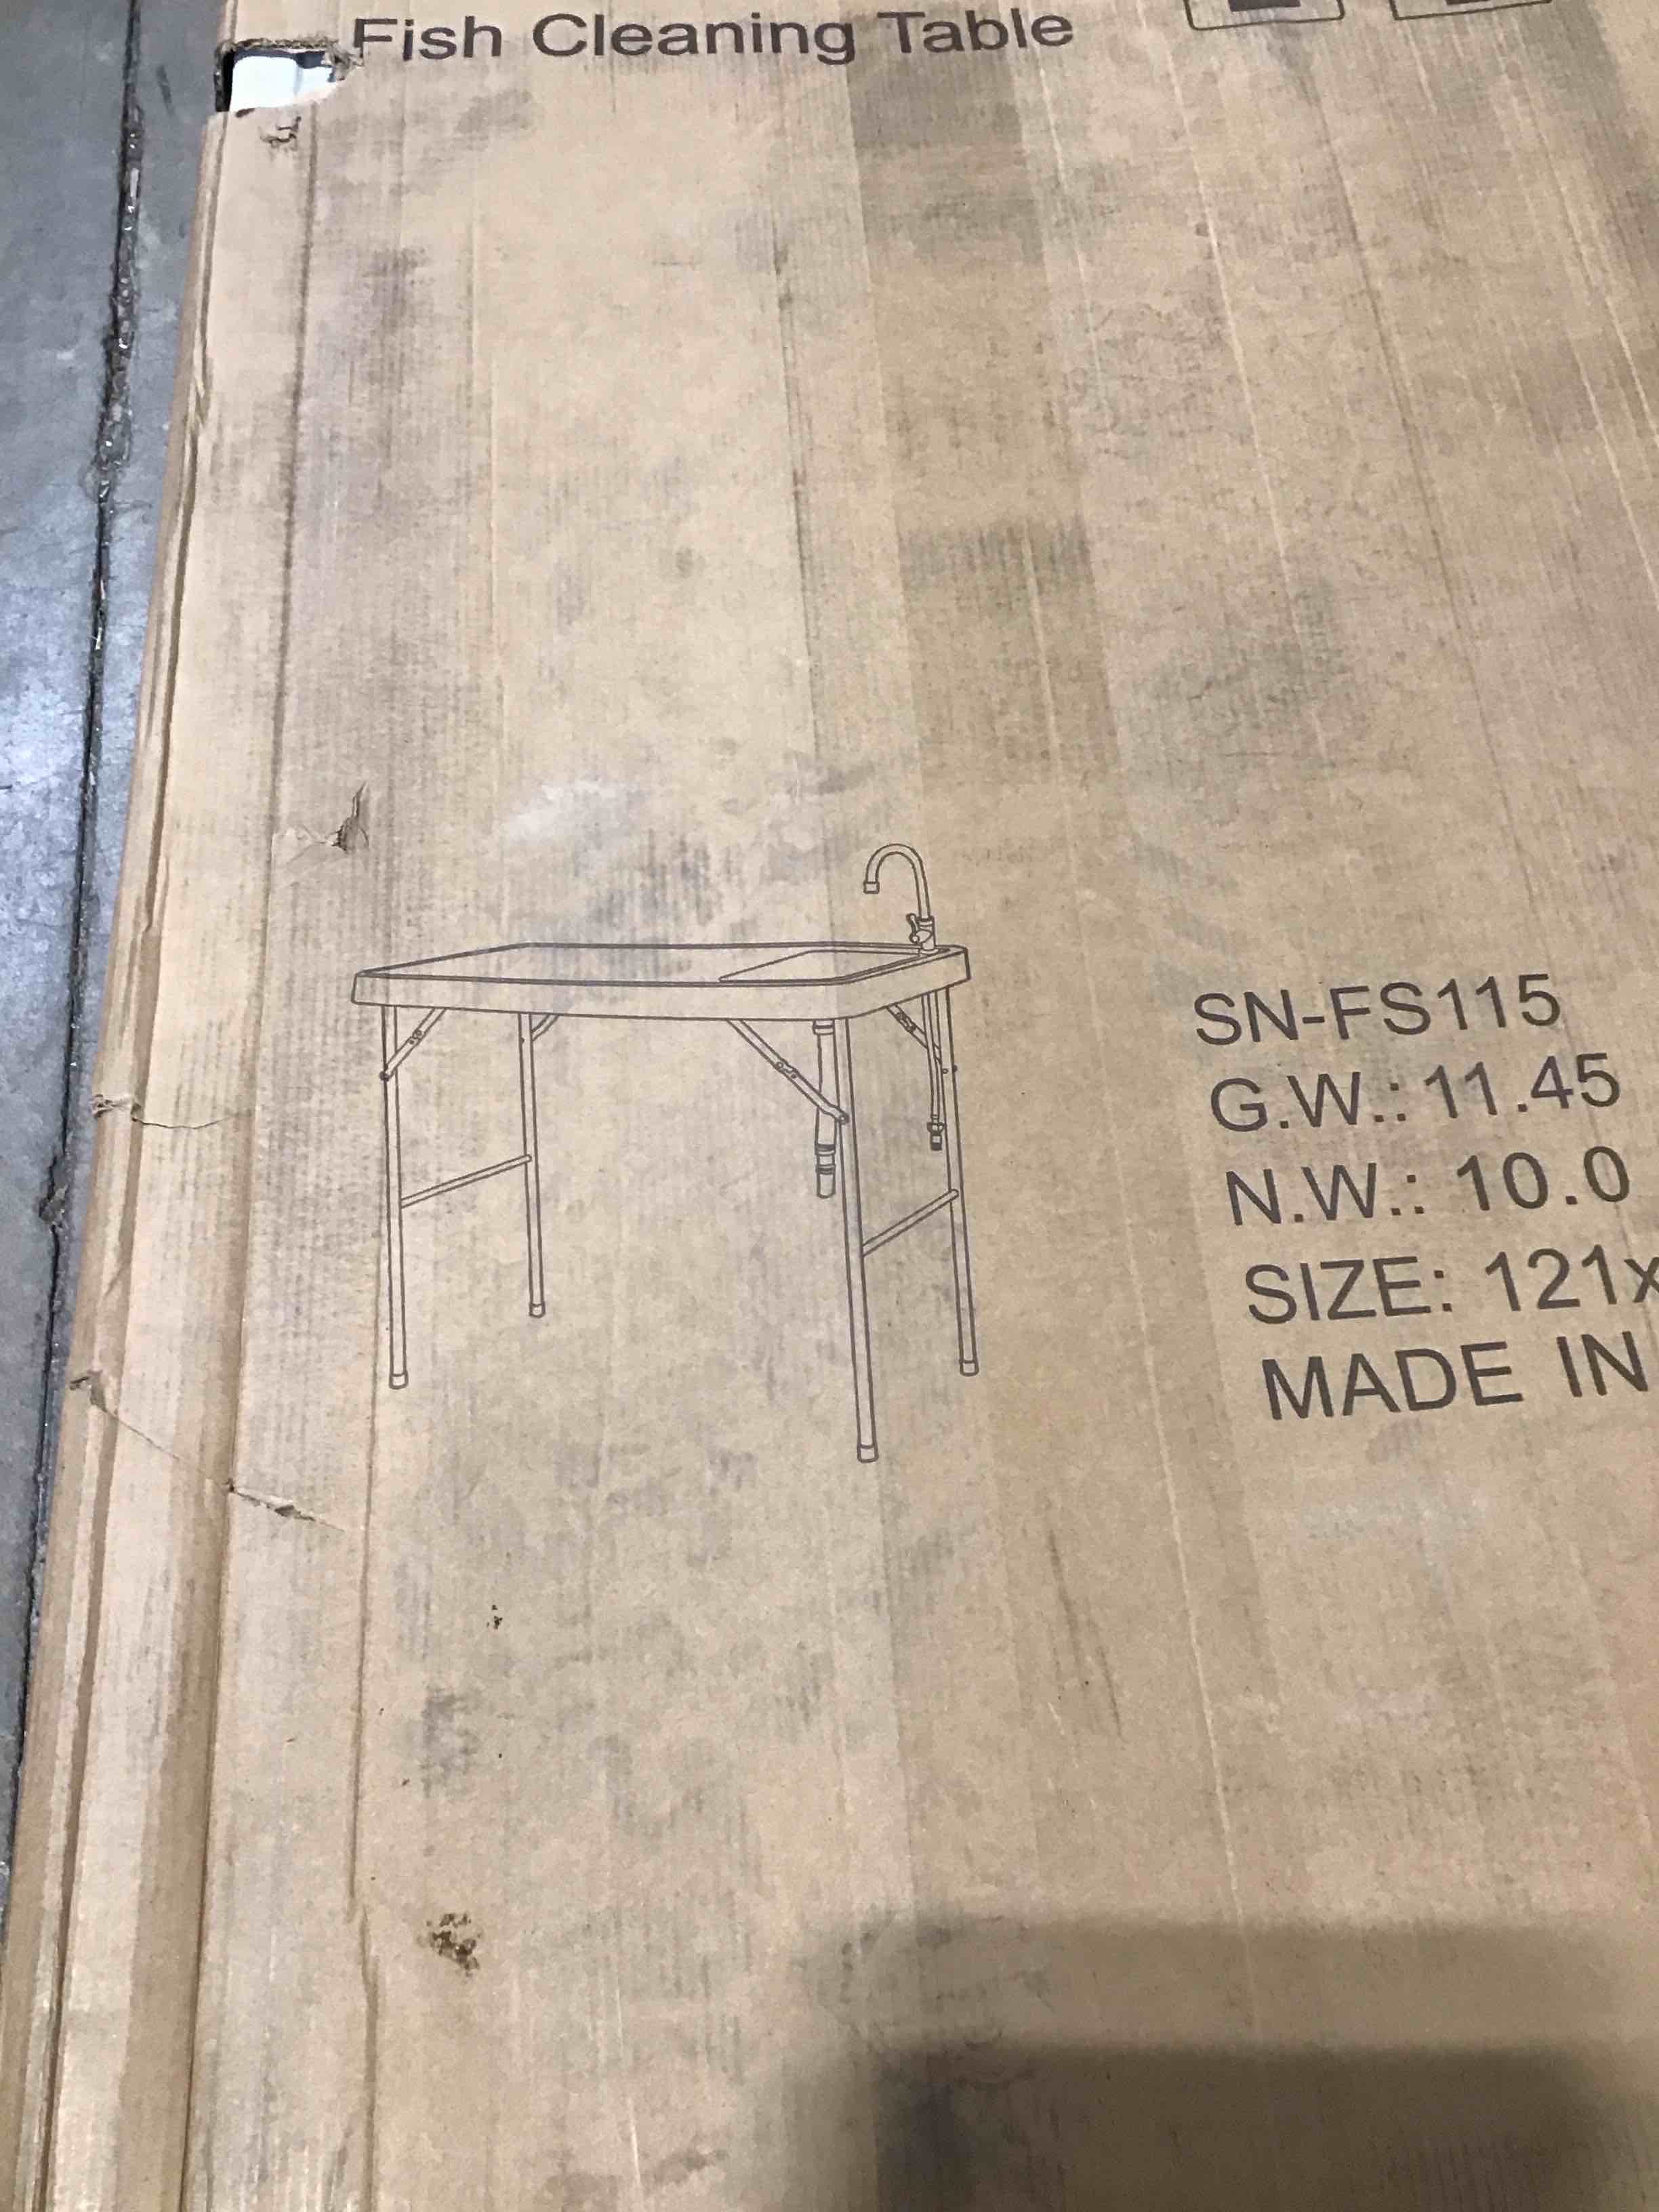 Fish Cleaning Table
SN-FS115
G.W.: 11.45
N.W.: 10.0
SIZE: 121x
MADE IN